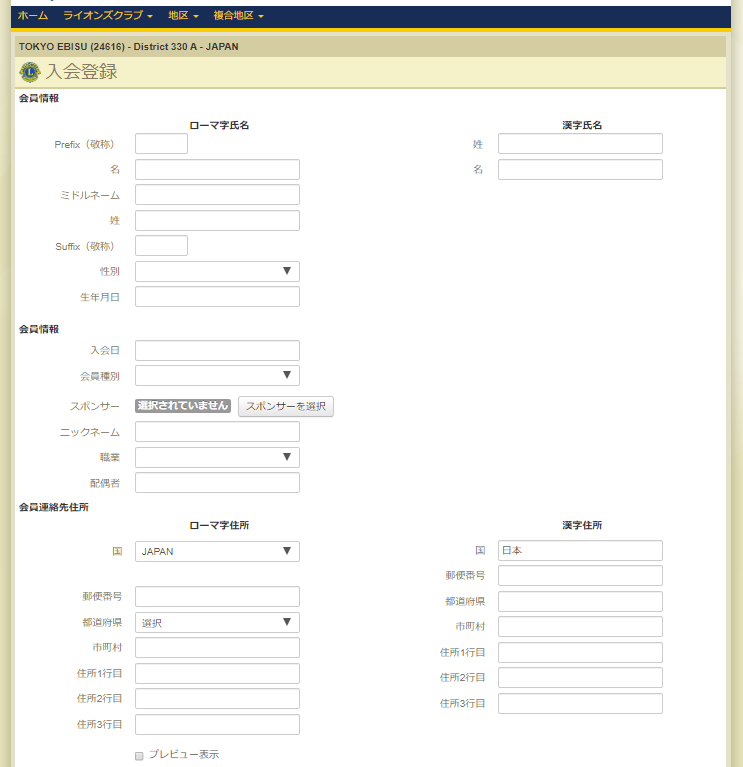 ホーム ライオンズクラブ 地区 複合地区
TOKYO EBISU (24616) - District 330 A - JAPAN
入会登録
会員情報
ローマ字氏名 漢字氏名
Prefix（敬称） 姓
名 名
ミドルネーム
姓
Suffix（敬称）
性別
生年月日
会員情報
入会日
会員種別
スポンサー 選択されていません スポンサーを選択
ニックネーム
職業
配偶者
会員連絡先住所
ローマ字住所 漢字住所
国 JAPAN 国 日本
郵便番号 郵便番号
都道府県 選択 都道府県
市町村 市町村
住所1行目 住所1行目
住所2行目 住所2行目
住所3行目 住所3行目
プレビュー表示